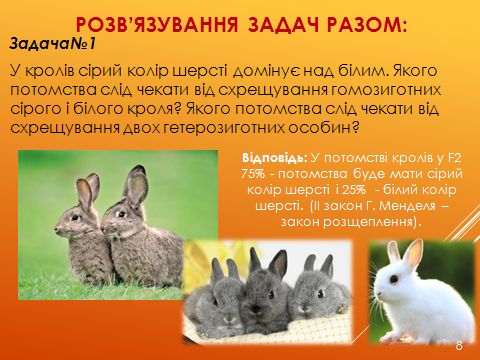 РОЗВ'ЯЗУВАННЯ ЗАДАЧ РАЗОМ:
Задача№1
У кролів сірий колір шерсті домінує над білим. Якого
потомства слід чекати від схрещування гомозиготних
сірого і білого кроля? Якого потомства слід чекати від
схрещування двох гетерозиготних особин?
Відповідь: У потомстві кролів у F2
75% - потомства буде мати сірий
колір шерсті і 25% - білий колір
шерсті. (ІІ закон Г. Менделя –
закон розщеплення).
8